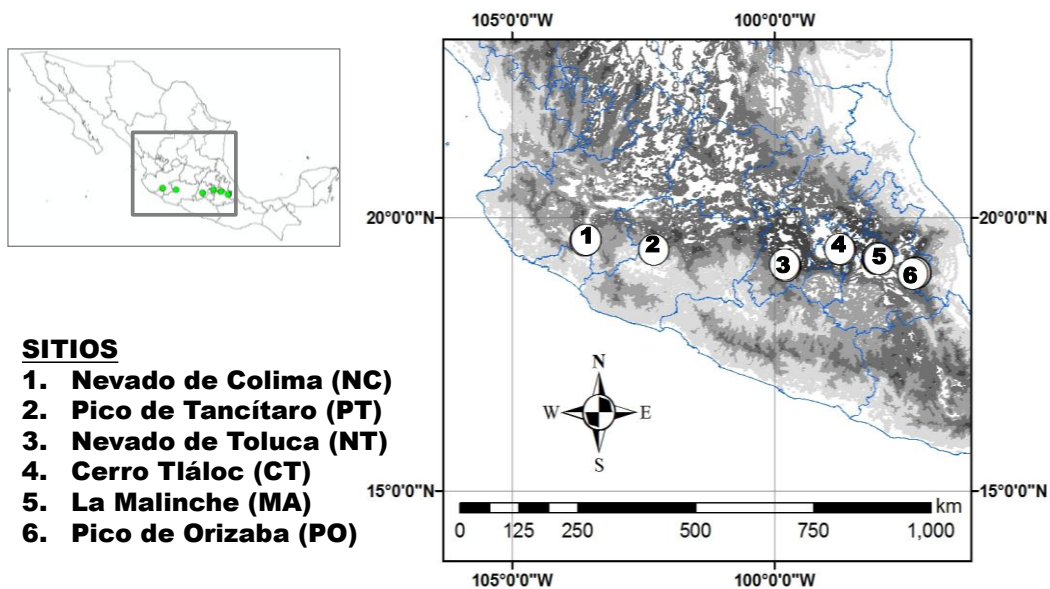 105°0'0"W 100°0'0"W
20°0'0"N 20°0'0"N
1
2
3
4
5
6
SITIOS
1. Nevado de Colima (NC)
2. Pico de Tancítaro (PT)
3. Nevado de Toluca (NT)
4. Cerro Tláloc (CT)
5. La Malinche (MA)
6. Pico de Orizaba (PO)
N
W E
S
15°0'0"N 15°0'0"N
km
0 125 250 500 750 1,000
105°0'0"W 100°0'0"W